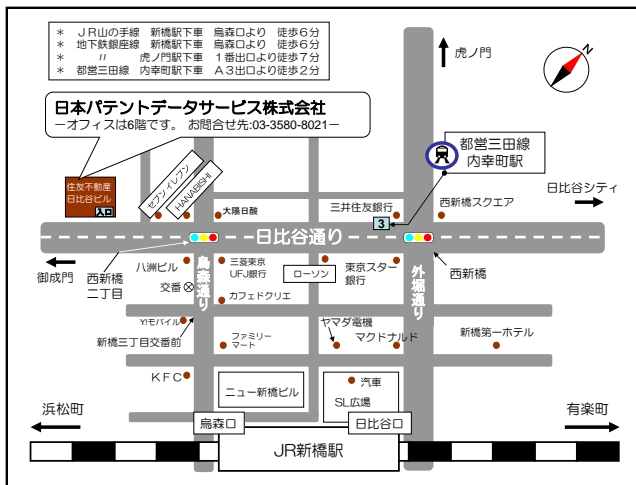 ＊ ＪＲ山の手線 新橋駅下車 烏森口より 徒歩６分
＊ 地下鉄銀座線 新橋駅下車 烏森口より 徒歩６分
＊ 〃 虎ノ門駅下車 １番出口より徒歩７分
＊ 都営三田線 内幸町駅下車 Ａ３出口より徒歩２分
虎ノ門
N
日本パテントデータサービス株式会社
－オフィスは6階です。 お問合せ先:03-3580-8021－
都営三田線
内幸町駅
住友不動産
日比谷ビル
入口
セブンイレブン
HANABISHI
大陽日酸
三井住友銀行
3
西新橋スクエア
日比谷シティ
日比谷通り
御成門
西新橋
二丁目
八洲ビル
交番
烏森通り
三菱東京
UFJ銀行
カフェドクリエ
ローソン
東京スター
銀行
外堀通り
西新橋
Y!モバイル
新橋三丁目交番前
ファミリー
マート
ヤマダ電機
マクドナルド
新橋第一ホテル
ＫＦＣ
ニュー新橋ビル
汽車
SL広場
浜松町
有楽町
烏森口
日比谷口
JR新橋駅